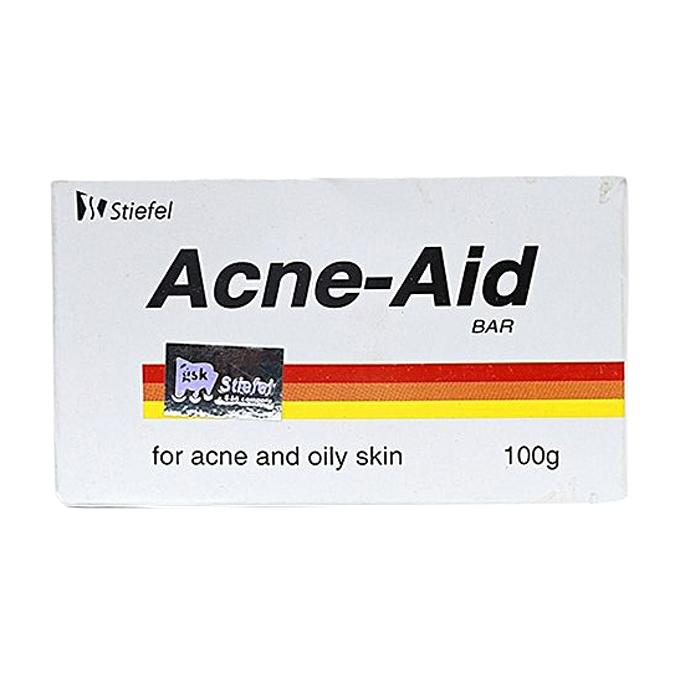 Stiefel
Acne-Aid
BAR
gsk
Stiefel
for acne and oily skin
100g